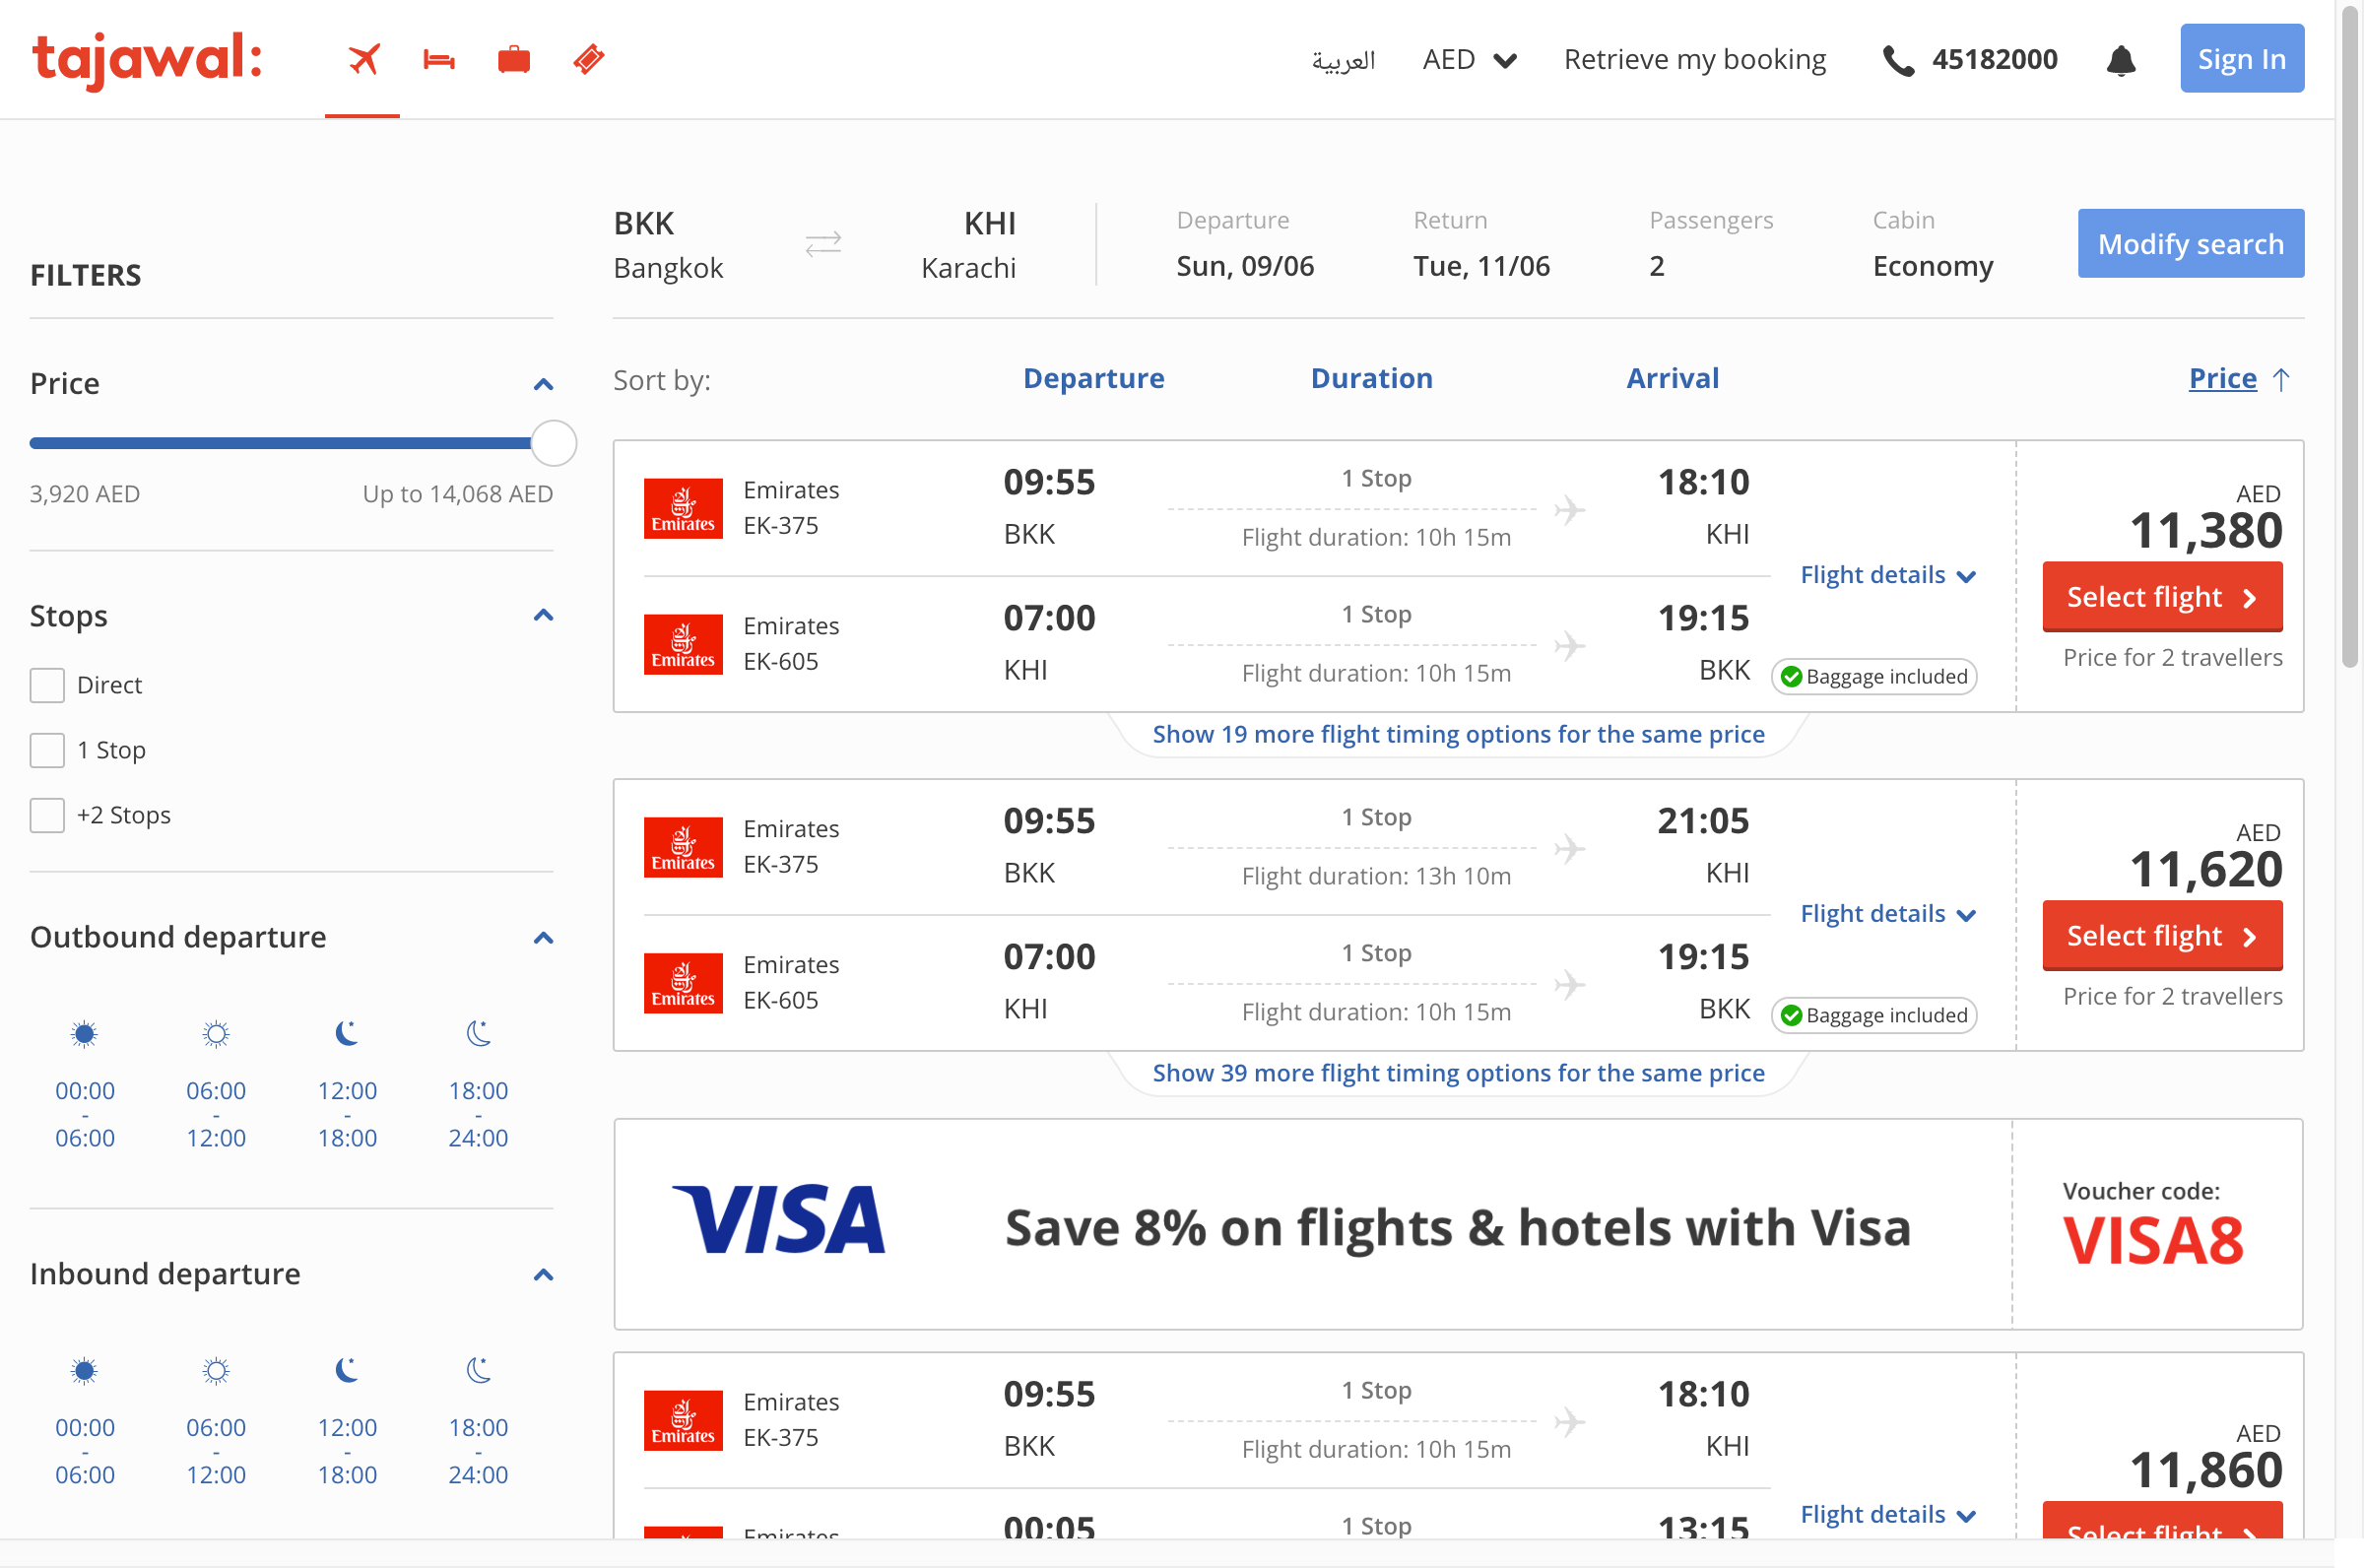 tajawal:
العربية
AED
Retrieve my booking
45182000
Sign In
FILTERS
Price
3,920 AED
Up to 14,068 AED
Stops
Direct
1 Stop
+2 Stops
Outbound departure
00:00 - 06:00
06:00 - 12:00
12:00 - 18:00
18:00 - 24:00
Inbound departure
00:00 - 06:00
06:00 - 12:00
12:00 - 18:00
18:00 - 24:00
BKK
Bangkok
KHI
Karachi
Departure
Sun, 09/06
Return
Tue, 11/06
Passengers
2
Cabin
Economy
Modify search
Sort by:
Departure
Duration
Arrival
Price
Emirates
Emirates
EK-375
09:55
BKK
1 Stop
Flight duration: 10h 15m
18:10
KHI
Emirates
Emirates
EK-605
07:00
KHI
1 Stop
Flight duration: 10h 15m
19:15
BKK
Flight details
Baggage included
AED
11,380
Select flight
Price for 2 travellers
Show 19 more flight timing options for the same price
Emirates
Emirates
EK-375
09:55
BKK
1 Stop
Flight duration: 13h 10m
21:05
KHI
Emirates
Emirates
EK-605
07:00
KHI
1 Stop
Flight duration: 10h 15m
19:15
BKK
Flight details
Baggage included
AED
11,620
Select flight
Price for 2 travellers
Show 39 more flight timing options for the same price
VISA
Save 8% on flights & hotels with Visa
Voucher code:
VISA8
Emirates
Emirates
EK-375
09:55
BKK
1 Stop
Flight duration: 10h 15m
18:10
KHI
Emirates
00:05
1 Stop
13:15
Flight details
AED
11,860
Select flight